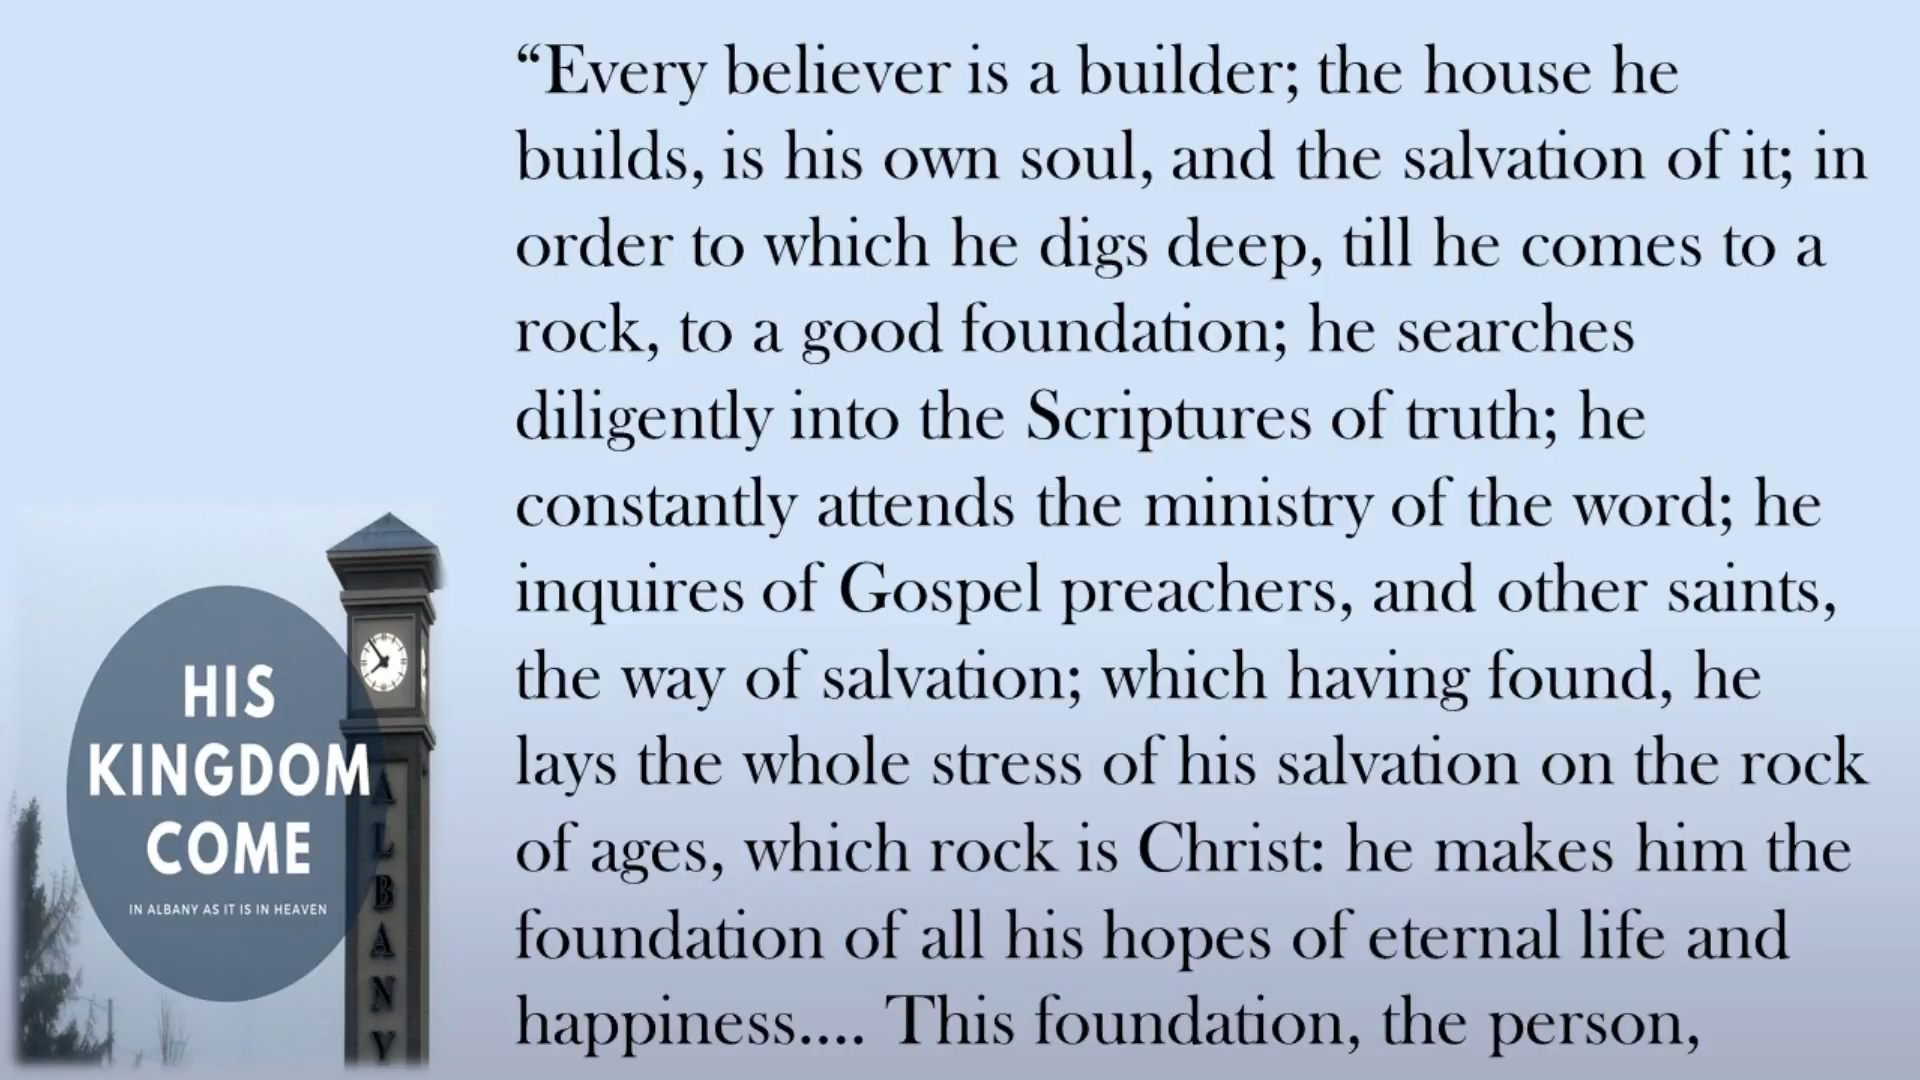 “Every believer is a builder; the house he
builds, is his own soul, and the salvation of it; in
order to which he digs deep, till he comes to a
rock, to a good foundation; he searches
diligently into the Scriptures of truth; he
constantly attends the ministry of the word; he
inquires of Gospel preachers, and other saints,
the way of salvation; which having found, he
lays the whole stress of his salvation on the rock
of ages, which rock is Christ: he makes him the
foundation of all his hopes of eternal life and
happiness.... This foundation, the person,
HIS
KINGDOM
COME
IN ALBANY AS IT IS IN HEAVEN
ALBANY